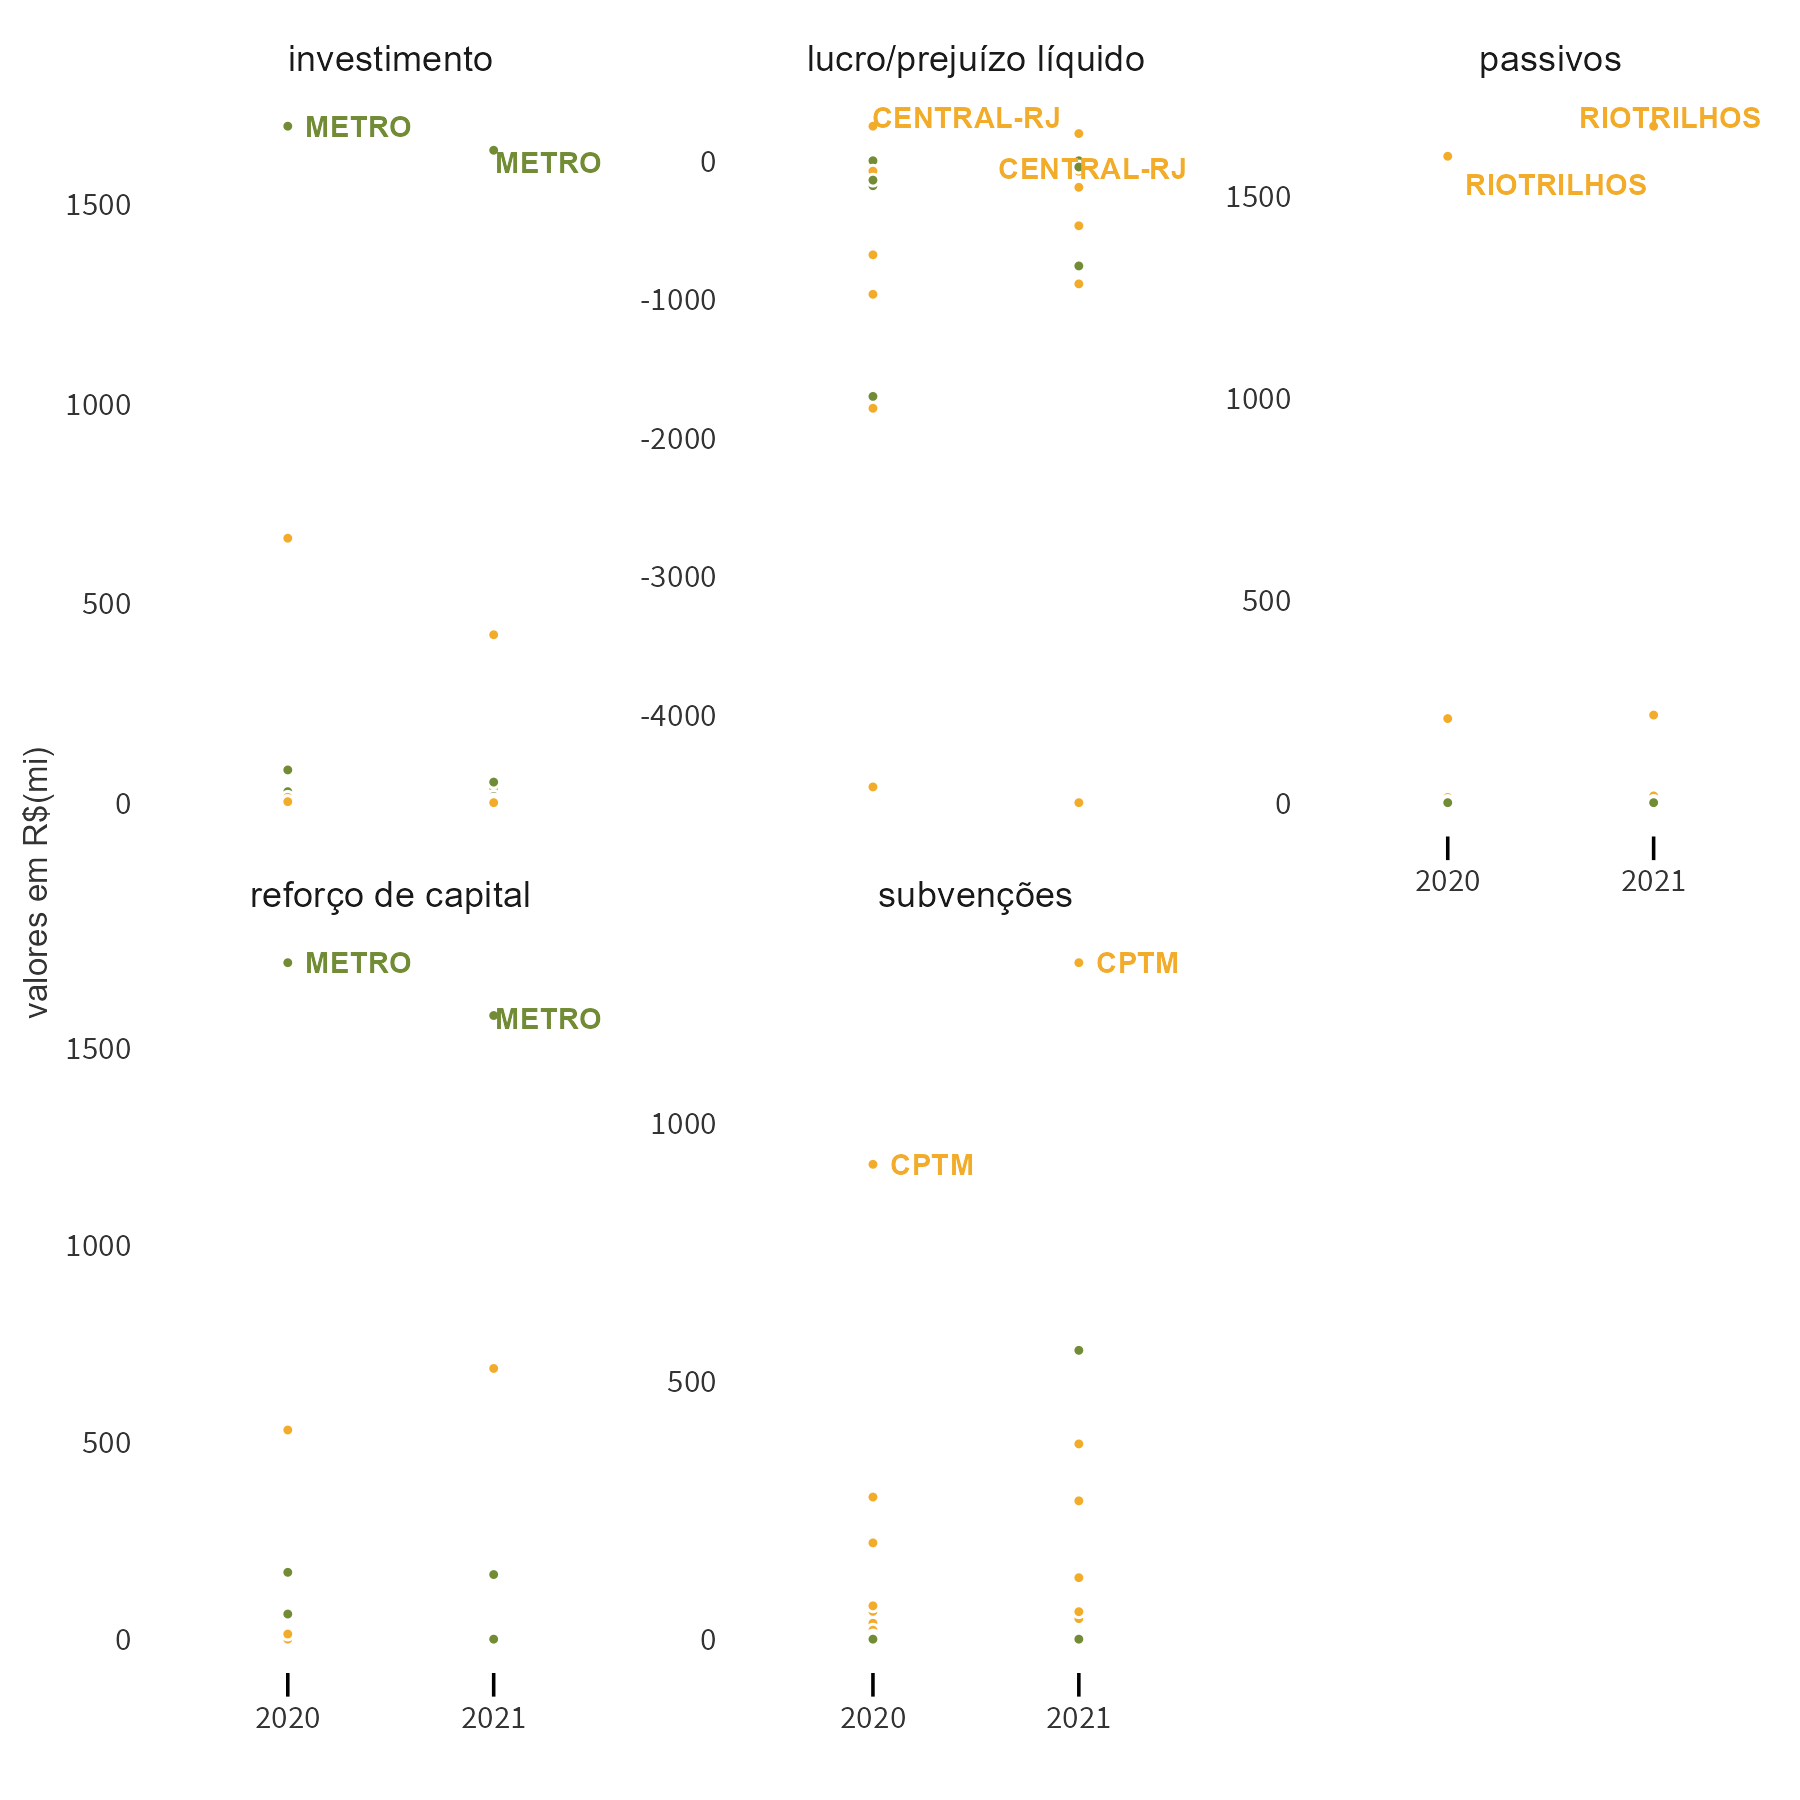 investimento
lucro/prejuízo líquido
passivos
METRO
METRO
1500
1000
500
0
CENTRAL-RJ
CENTRAL-RJ
0
-1000
-2000
-3000
-4000
RIOTRILHOS
RIOTRILHOS
1500
1000
500
0
2020
2021
valores em R$(mi)
reforço de capital
subvenções
METRO
METRO
1500
1000
500
0
2020
2021
CPTM
CPTM
1000
500
0
2020
2021